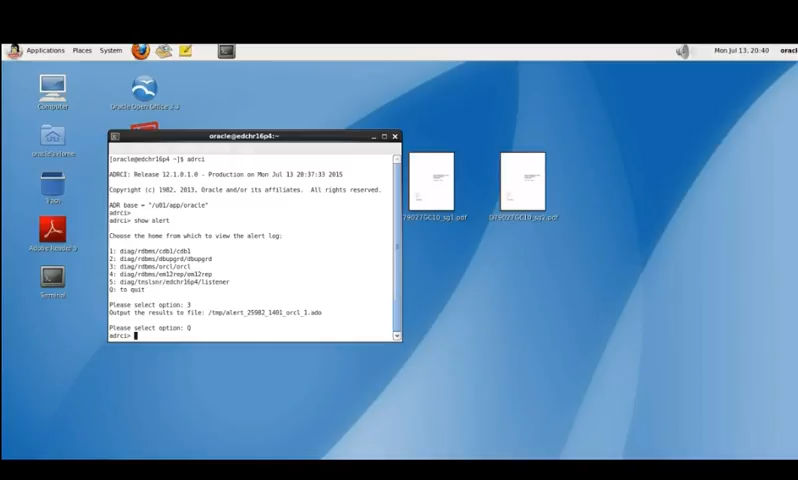 Applications Places System
Mon Jul 13, 20:40 orac
Computer
Oracle Open Office 3.3
oracle's Home
Trash
Adobe Reader 9
Terminal
oracle@edchr16p4:~
[oracle@edchr16p4 ~]$ adrci
ADRCI: Release 12.1.0.1.0 - Production on Mon Jul 13 20:37:33 2015
Copyright (c) 1982, 2013, Oracle and/or its affiliates. All rights reserved.
ADR base = "/u01/app/oracle"
adrci>
adrci> show alert
Choose the home from which to view the alert log:
1: diag/rdbms/cdb1/cdb1
2: diag/rdbms/dbupgrd/dbupgrd
3: diag/rdbms/orcl/orcl
4: diag/rdbms/em12rep/em12rep
5: diag/tnslsnr/edchr16p4/listener
Q: to quit
Please select option: 3
Output the results to file: /tmp/alert_25982_1401_orcl_1.ado
Please select option: Q
adrci>
79027GC10_sg1.pdf
D79027GC10_sg2.pdf